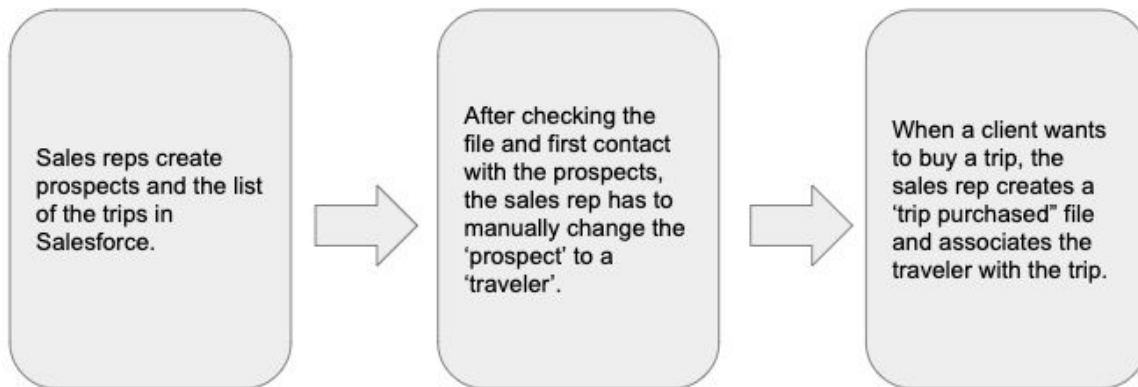 Sales reps create
prospects and the list
of the trips in
Salesforce.
After checking the
file and first contact
with the prospects,
the sales rep has to
manually change the
‘prospect’ to a
‘traveler’.
When a client wants
to buy a trip, the
sales rep creates a
‘trip purchased” file
and associates the
traveler with the trip.